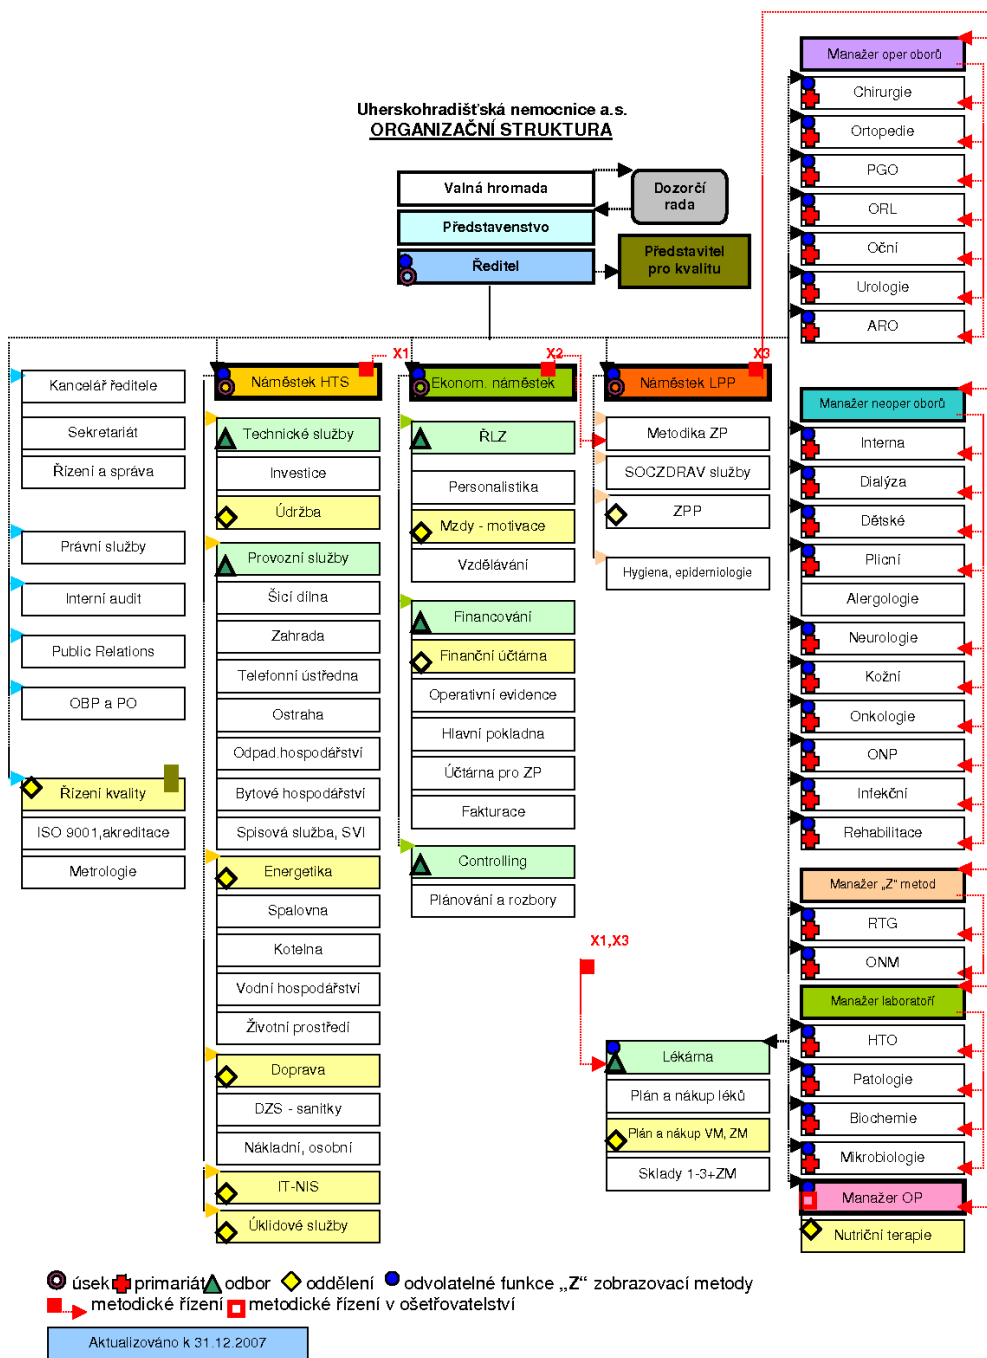 Uherskohradišťská nemocnice a.s.
ORGANIZAČNÍ STRUKTURA
Valná hromada
Dozorčí
rada
Představenstvo
Ředitel
Představitel
pro kvalitu
X1
X2
X3
Kancelář ředitele
Sekretariát
Řízení a správa
Právní služby
Interní audit
Public Relations
OBP a PO
Řízení kvality
ISO 9001,akreditace
Metrologie
Náměstek HTS
Technické služby
Investice
Údržba
Provozní služby
Šicí dílna
Zahrada
Telefonní ústředna
Ostraha
Odpad.hospodářství
Bytové hospodářství
Spisová služba, SVI
Energetika
Spalovna
Kotelna
Vodní hospodářství
Životní prostředí
Doprava
DZS - sanitky
Nákladní, osobní
IT-NIS
Úklidové služby
Ekonom. náměstek
ŘLZ
Personalistika
Mzdy - motivace
Vzdělávání
Financování
Finanční účtárna
Operativní evidence
Hlavní pokladna
Účtárna pro ZP
Fakturace
Controlling
Plánování a rozbory
Náměstek LPP
Metodika ZP
SOCZDRAV služby
ZPP
Hygiena, epidemiologie
X1,X3
Lékárna
Plán a nákup léků
Plán a nákup VM, ZM
Sklady 1-3+ZM
Manažer oper oborů
Chirurgie
Ortopedie
PGO
ORL
Oční
Urologie
ARO
Manažer neoper oborů
Interna
Dialýza
Dětské
Plicní
Alergologie
Neurologie
Kožní
Onkologie
ONP
Infekční
Rehabilitace
Manažer „Z“ metod
RTG
ONM
Manažer laboratoří
HTO
Patologie
Biochemie
Mikrobiologie
Manažer OP
Nutriční terapie
úsek primariát odbor oddělení odvolatelné funkce „Z“ zobrazovací metody
metodické řízení metodické řízení v ošetřovatelství
Aktualizováno k 31.12.2007